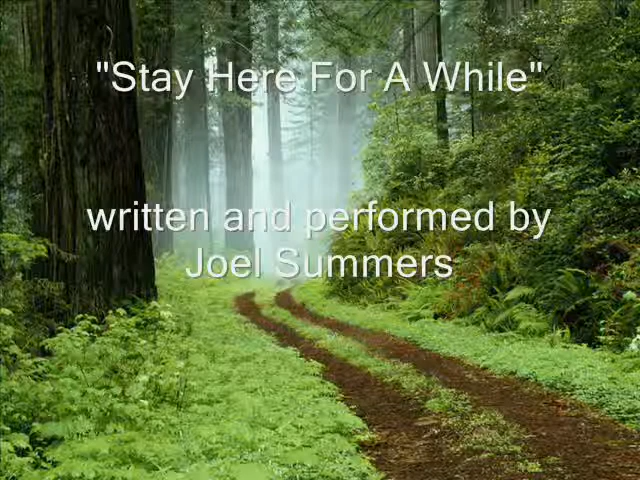 "Stay Here For A While"
written and performed by
Joel Summers